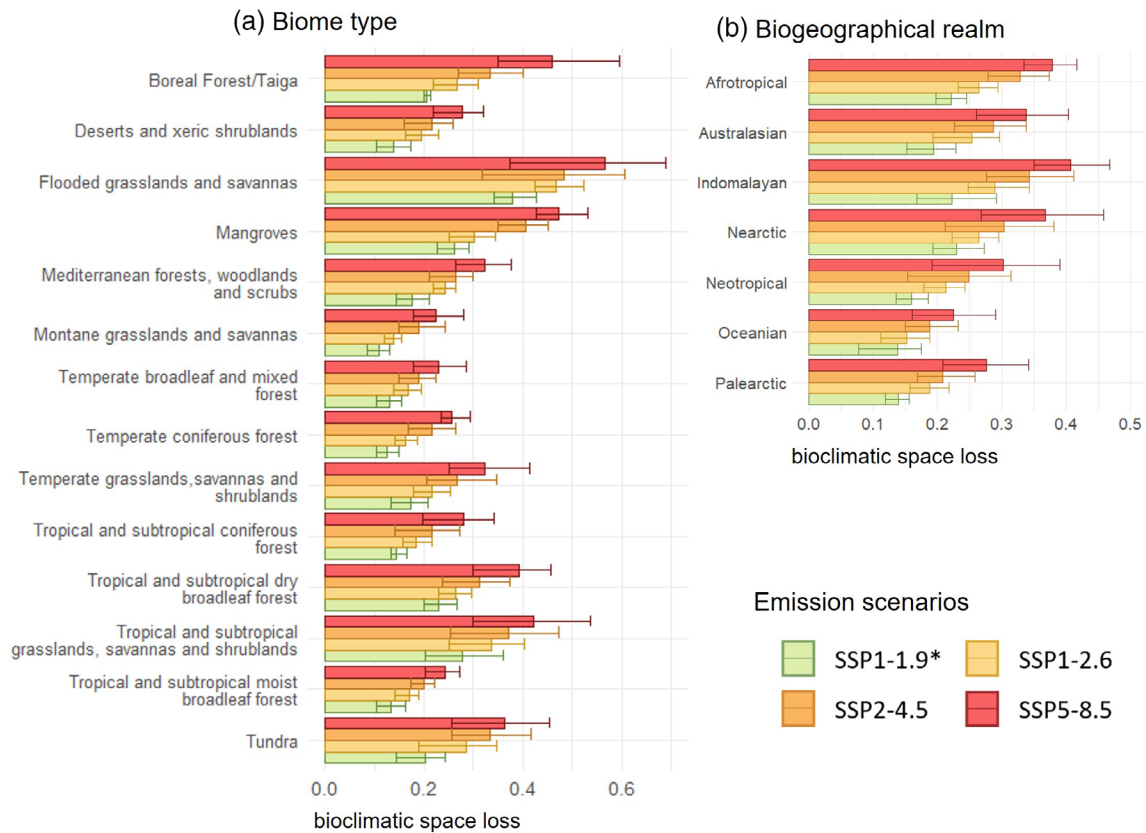 (a) Biome type
Boreal Forest/Taiga
Deserts and xeric shrublands
Flooded grasslands and savannas
Mangroves
Mediterranean forests, woodlands
and scrubs
Montane grasslands and savannas
Temperate broadleaf and mixed
forest
Temperate coniferous forest
Temperate grasslands,savannas and
shrublands
Tropical and subtropical coniferous
forest
Tropical and subtropical dry
broadleaf forest
Tropical and subtropical
grasslands, savanas and shrublands
Tropical and subtropical moist
broadleaf forest
Tundra
0.0 0.2 0.4 0.6
bioclimatic space loss
(b) Biogeographical realm
Afrotropical
Australasian
Indomalayan
Nearctic
Neotropical
Oceanian
Palearctic
0.0 0.1 0.2 0.3 0.4 0.5
bioclimatic space loss
Emission scenarios
SSP1-1.9* SSP1-2.6
SSP2-4.5 SSP5-8.5